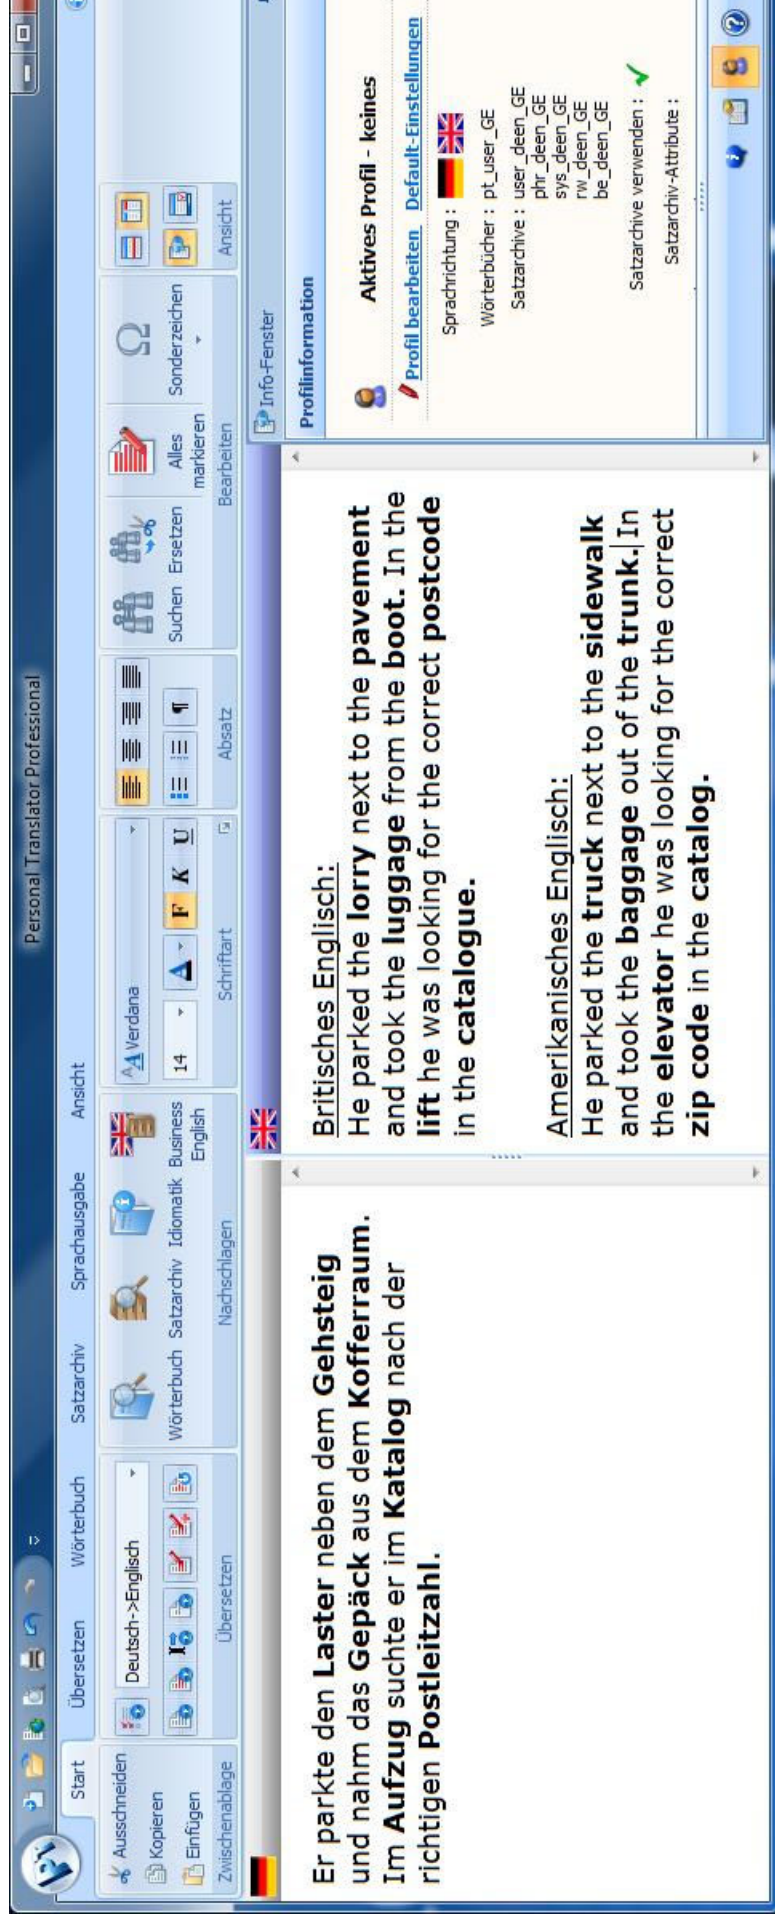 Personal Translator Professional
Start Übersetzen Wörterbuch Satzarchiv Sprachausgabe Ansicht
Ausschneiden
Kopieren
Einfügen
Zwischenablage
Deutsch->Englisch
Übersetzen
Wörterbuch Satzarchiv Idiomatik Business English
Nachschlagen
Verdana
14
A F K U
Schriftart
Absatz
Suchen Ersetzen
Alles markieren
Ω
Sonderzeichen
Bearbeiten
Ansicht
Er parkte den Laster neben dem Gehsteig
und nahm das Gepäck aus dem Kofferraum.
Im Aufzug suchte er im Katalog nach der
richtigen Postleitzahl.
Britisches Englisch:
He parked the lorry next to the pavement
and took the luggage from the boot. In the
lift he was looking for the correct postcode
in the catalogue.
Amerikanisches Englisch:
He parked the truck next to the sidewalk
and took the baggage out of the trunk. In
the elevator he was looking for the correct
zip code in the catalog.
Info-Fenster
Profilinformation
Aktives Profil - keines
Profil bearbeiten Default-Einstellungen
Sprachrichtung :
Wörterbücher : pt_user_GE
Satzarchive : user_deen_GE
phr_deen_GE
sys_deen_GE
rw_deen_GE
be_deen_GE
Satzarchive verwenden :
Satzarchiv-Attribute :